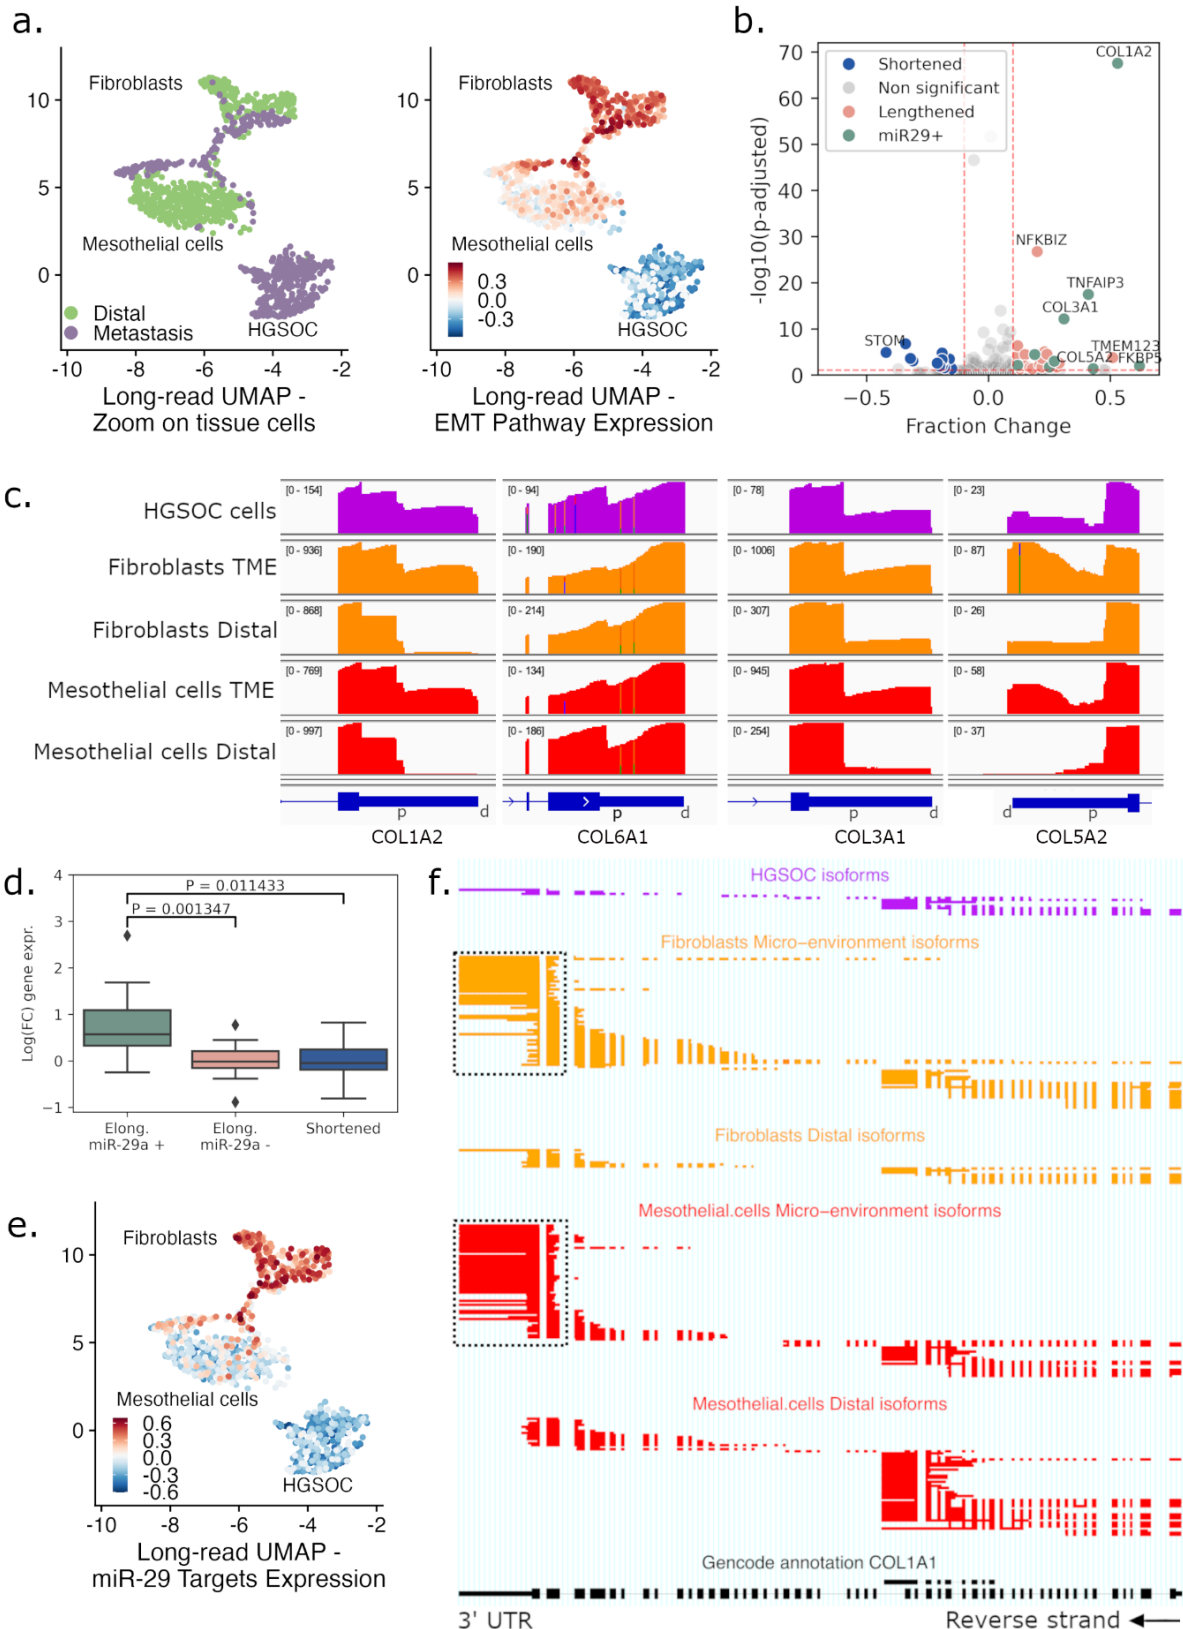 a.
Fibroblasts
10
5
0
Mesothelial cells
Distal
Metastasis
HGSOC
-10 -8 -6 -4 -2
Long-read UMAP -
Zoom on tissue cells
Fibroblasts
10
5
0
Mesothelial cells
0.3
0.0
-0.3
HGSOC
-10 -8 -6 -4 -2
Long-read UMAP -
EMT Pathway Expression
b.
-log10(p-adjusted)
70
60
50
40
30
20
10
0
Shortened
Non significant
Lengthened
miR29+
COL1A2
NFKBIZ
TNFAIP3
COL3A1
STOM
TMEM123
COL5A2
FKBP5
−0.5 0.0 0.5
Fraction Change
c.
HGSOC cells
[0 - 154] [0 - 94] [0 - 78] [0 - 23]
Fibroblasts TME
[0 - 936] [0 - 190] [0 - 1006] [0 - 87]
Fibroblasts Distal
[0 - 868] [0 - 214] [0 - 307] [0 - 26]
Mesothelial cells TME
[0 - 769] [0 - 134] [0 - 945] [0 - 58]
Mesothelial cells Distal
[0 - 997] [0 - 186] [0 - 254] [0 - 37]
p d p d p d d p
COL1A2 COL6A1 COL3A1 COL5A2
d.
Log(FC) gene expr.
4
3
2
1
0
−1
P = 0.011433
P = 0.001347
Elong.
miR-29a +
Elong.
miR-29a -
Shortened
e.
Fibroblasts
10
5
0
Mesothelial cells
0.6
0.3
0.0
-0.3
-0.6
HGSOC
-10 -8 -6 -4 -2
Long-read UMAP -
miR-29 Targets Expression
f.
HGSOC isoforms
Fibroblasts Micro−environment isoforms
Fibroblasts Distal isoforms
Mesothelial.cells Micro−environment isoforms
Mesothelial.cells Distal isoforms
Gencode annotation COL1A1
3' UTR
Reverse strand